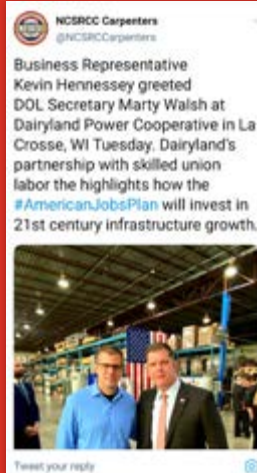 NCSRCC Carpenters
@NCSRCCarpenters
Business Representative
Kevin Hennessey greeted
DOL Secretary Marty Walsh at
Dairyland Power Cooperative in La
Crosse, WI Tuesday. Dairyland's
partnership with skilled union
labor the highlights how the
#AmericanJobsPlan will invest in
21st century infrastructure growth.
Tweet your reply